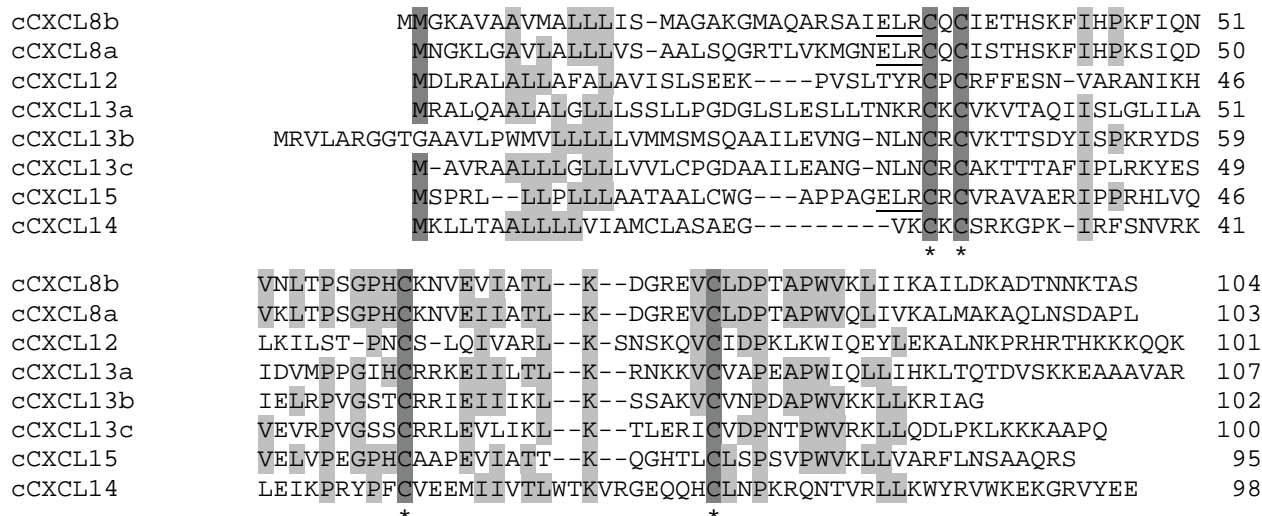 cCXCL8b MMGKAVAAVMALLLIS-MAGAKGMAQARSAIELRCQCIETHSKFIHPKFIQN 51
cCXCL8a MNGKLGAVLALLLVS-AALSQGRTLVKMGNELRCQCISTHSKFIHPKSIQD 50
cCXCL12 MDLRALALLAFALAVISLSEEK----PVSLTYRCPCRFFESN-VARANIKH 46
cCXCL13a MRALQAALALGLLLSSLLPGDGLSLESLLTNKRCKCVKVTAQIISLGLILA 51
cCXCL13b MRVLARGGTGAAVLPWMVLLLLLVMMSMSQAAILEVNG-NLNCRCVKTTSDYISPKRYDS 59
cCXCL13c M-AVRAALLLGLLLVVLCPGDAAILEANG-NLNCRCAKTTTAFIPLRKYES 49
cCXCL15 MSPRL--LLPLLLAATAALCWG---APPAGELRCRCVRAVAERIPPRHLVQ 46
cCXCL14 MKLLTAALLLLVIAMCLASAEG---------VKCKCSRKGPK-IRFSNVRK 41
* *
cCXCL8b VNLTPSGPHCKNVEVIATL--K--DGREVCLDPTAPWVKLIIKAILDKADTNNKTAS 104
cCXCL8a VKLTPSGPHCKNVEIIATL--K--DGREVCLDPTAPWVQLIVKALMAKAQLNSDAPL 103
cCXCL12 LKILST-PNCS-LQIVARL--K-SNSKQVCIDPKLKWIQEYLEKALNKPRHRTHKKKQQK 101
cCXCL13a IDVMPPGIHCRRKEIILTL--K--RNKKVCVAPEAPWIQLLIHKLTQTDVSKKEAAAVAR 107
cCXCL13b IELRPVGSTCRRIEIIIKL--K--SSAKVCVNPDAPWVKKLLKRIAG 102
cCXCL13c VEVRPVGSSCRRLEVLIKL--K--TLERICVDPNTPWVRKLLQDLPKLKKKAAPQ 100
cCXCL15 VELVPEGPHCAAPEVIATT--K--QGHTLCLSPSVPWVKLLVARFLNSAAQRS 95
cCXCL14 LEIKPRYPFCVEEMIIVTLWTKVRGEQQHCLNPKRQNTVRLLKWYRVWKEKGRVYEE 98
* *